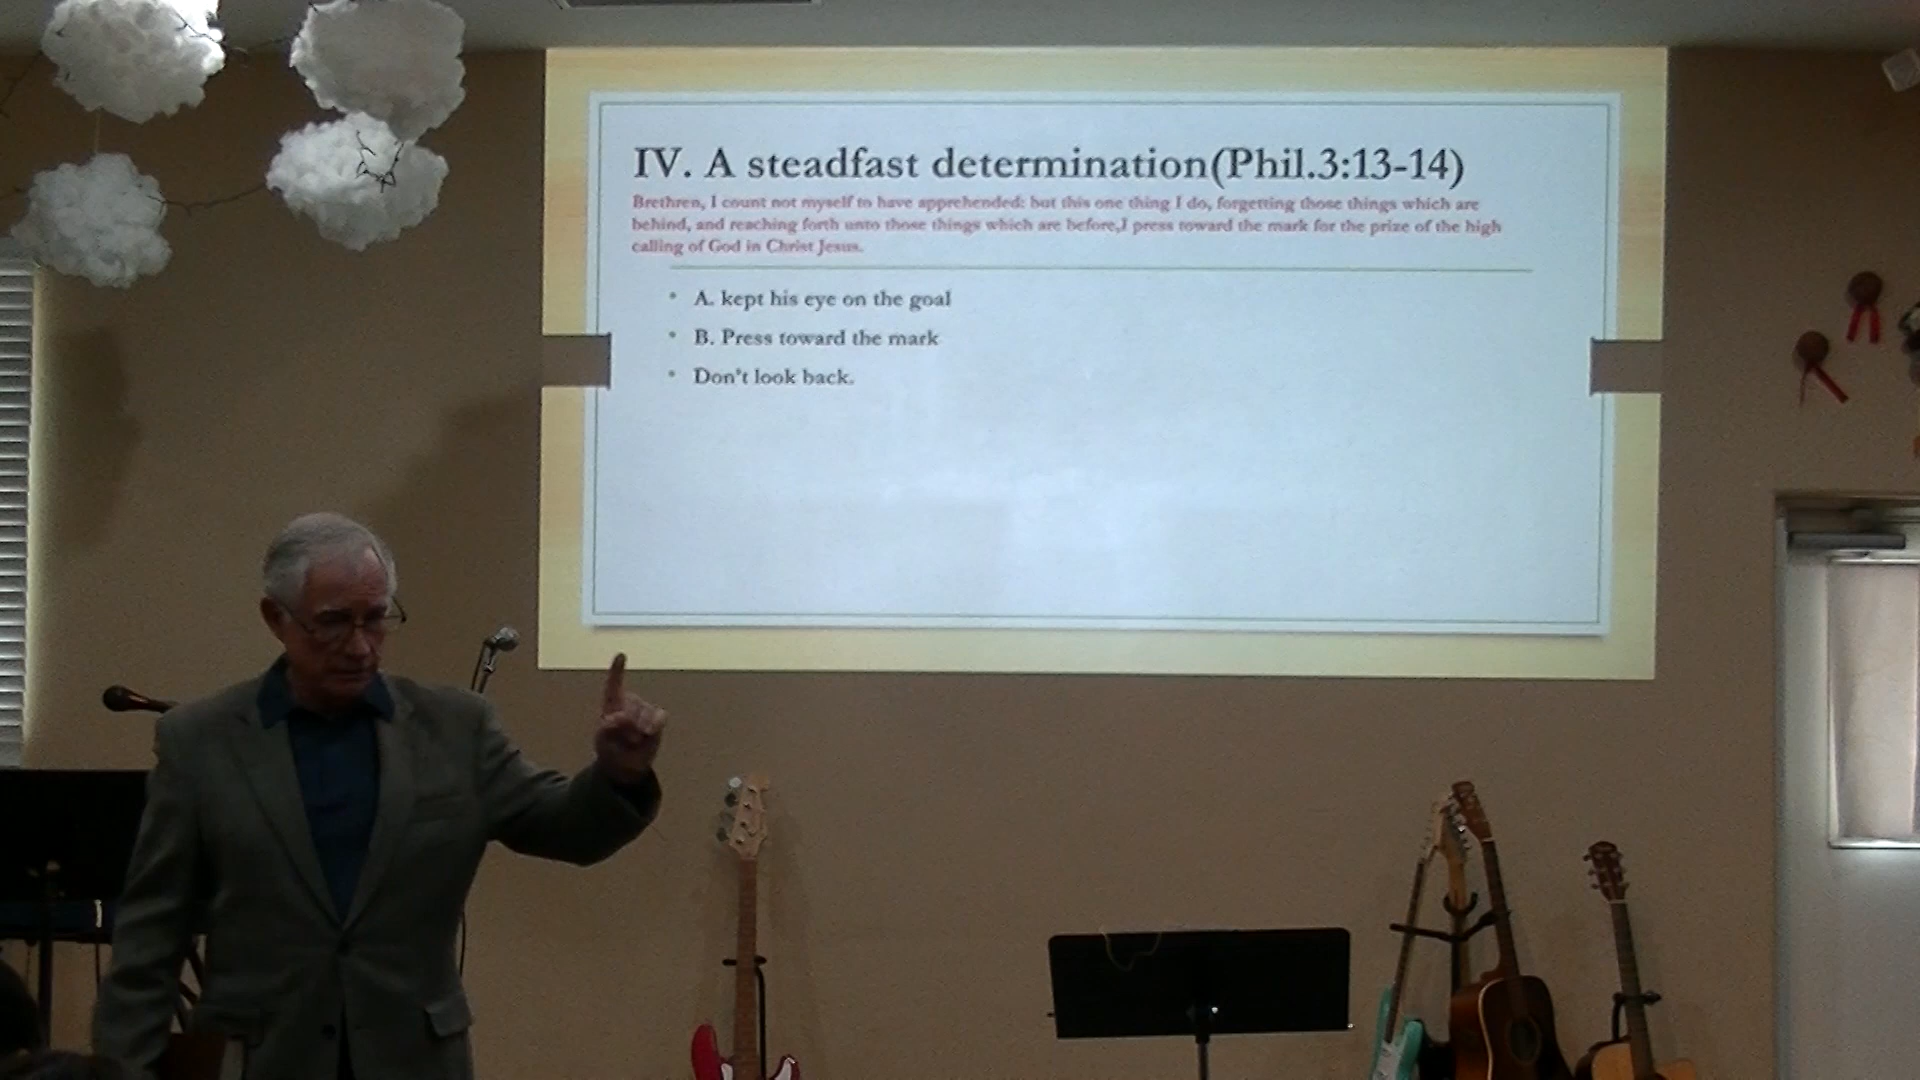 IV. A steadfast determination(Phil.3:13-14)
Brethren, I count not myself to have apprehended: but this one thing I do, forgetting those things which are
behind, and reaching forth unto those things which are before,I press toward the mark for the prize of the high
calling of God in Christ Jesus.
• A. kept his eye on the goal
• B. Press toward the mark
• Don't look back.